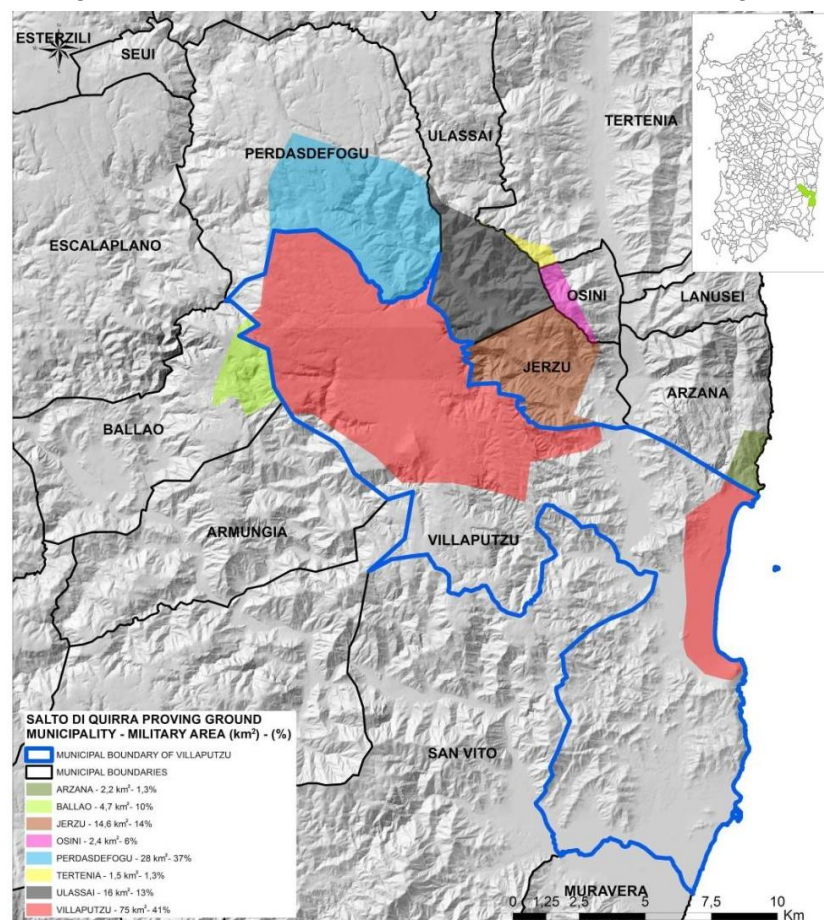 ESTERZILI
SEUI
ULASSAI
TERTENIA
PERDASDEFOGU
ESCALAPLANO
OSINI
LANUSEI
JERZU
ARZANA
BALLAO
ARMUNGIA
VILLAPUTZU
SAN VITO
MURAVERA
SALTO DI QUIRRA PROVING GROUND
MUNICIPALITY - MILITARY AREA (km²) - (%)
MUNICIPAL BOUNDARY OF VILLAPUTZU
MUNICIPAL BOUNDARIES
ARZANA - 2,2 km²- 1,3%
BALLAO - 4,7 km²- 10%
JERZU - 14,6 km²- 14%
OSINI - 2,4 km²- 6%
PERDASDEFOGU - 28 km²- 37%
TERTENIA - 1,5 km²- 1,3%
ULASSAI - 16 km²- 13%
VILLAPUTZU - 75 km²- 41%
0 1,25 2,5 5 7,5 10
Km